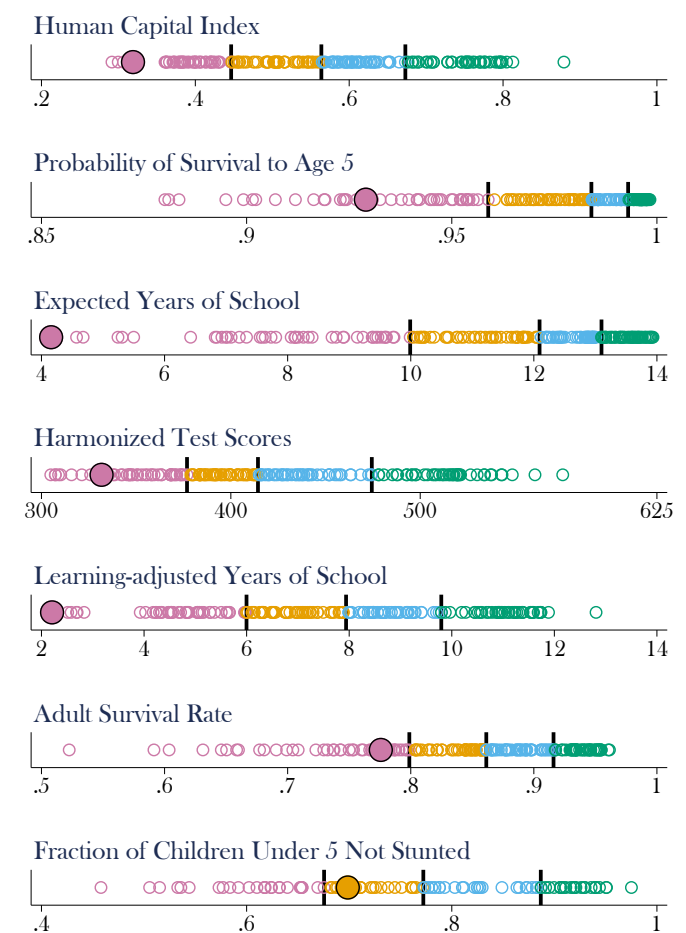 Human Capital Index
.2 .4 .6 .8 1
Probability of Survival to Age 5
.85 .9 .95 1
Expected Years of School
4 6 8 10 12 14
Harmonized Test Scores
300 400 500 625
Learning-adjusted Years of School
2 4 6 8 10 12 14
Adult Survival Rate
.5 .6 .7 .8 .9 1
Fraction of Children Under 5 Not Stunted
.4 .6 .8 1